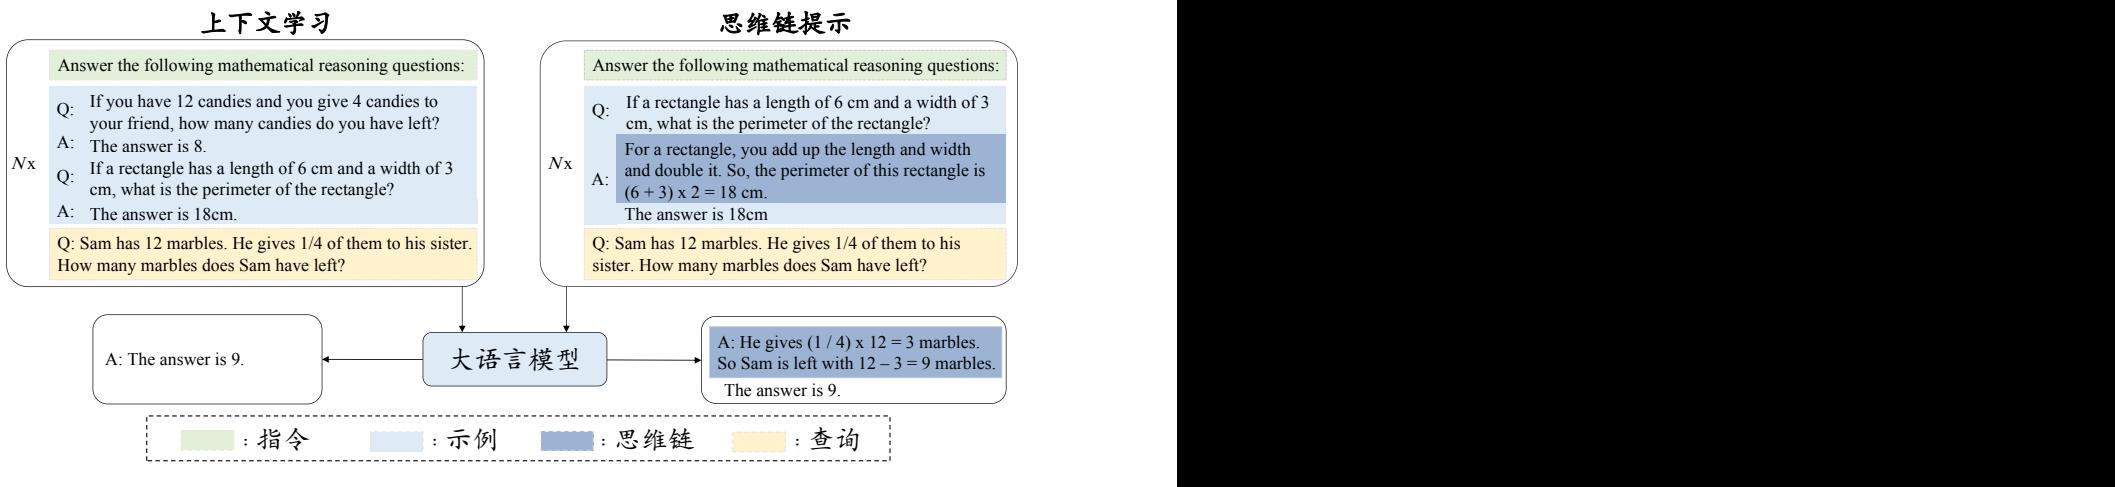 上下文学习
Answer the following mathematical reasoning questions:
Nx
Q: If you have 12 candies and you give 4 candies to
your friend, how many candies do you have left?
A: The answer is 8.
Q: If a rectangle has a length of 6 cm and a width of 3
cm, what is the perimeter of the rectangle?
A: The answer is 18cm.
Q: Sam has 12 marbles. He gives 1/4 of them to his sister.
How many marbles does Sam have left?
思维链提示
Answer the following mathematical reasoning questions:
Nx
Q: If a rectangle has a length of 6 cm and a width of 3
cm, what is the perimeter of the rectangle?
A: For a rectangle, you add up the length and width
and double it. So, the perimeter of this rectangle is
(6 + 3) x 2 = 18 cm.
The answer is 18cm
Q: Sam has 12 marbles. He gives 1/4 of them to his
sister. How many marbles does Sam have left?
A: The answer is 9.
大语言模型
A: He gives (1 / 4) x 12 = 3 marbles.
So Sam is left with 12 – 3 = 9 marbles.
The answer is 9.
: 指令 : 示例 : 思维链 : 查询